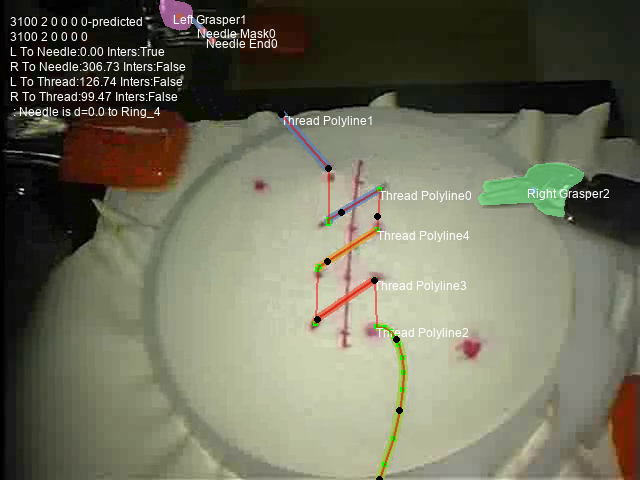 3100 2 0 0 0 0-predicted
3100 2 0 0 0 0
L To Needle:0.00 Inters:True
R To Needle:306.73 Inters:False
L To Thread:126.74 Inters:False
R To Thread:99.47 Inters:False
: Needle is d=0.0 to Ring_4
Left Grasper1
Needle Mask0
Needle End0
Thread Polyline1
Thread Polyline0
Right Grasper2
Thread Polyline4
Thread Polyline3
Thread Polyline2